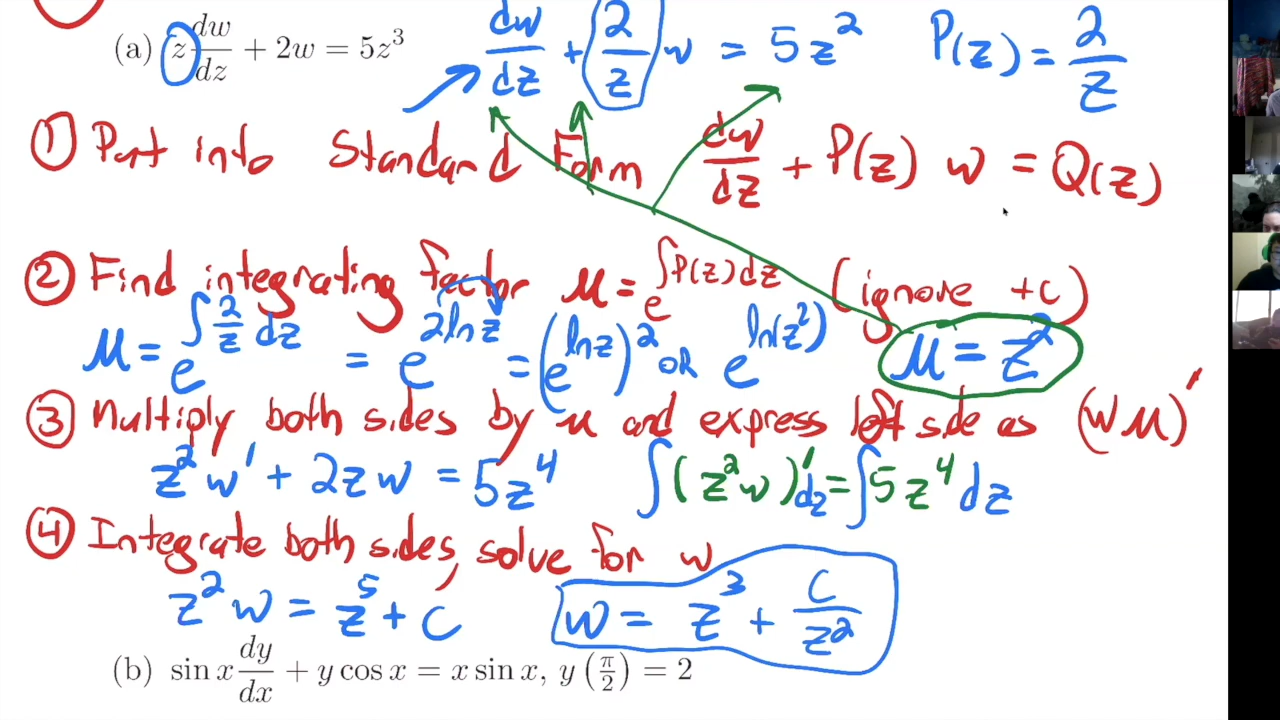 (a) z dw/dz + 2w = 5z³ dw/dz + 2/z w = 5z² P(z) = 2/z
① Put into Standard Form dw/dz + P(z) w = Q(z)
② Find integrating factor μ = e^∫P(z)dz (ignore +c)
μ = e^∫2/z dz = e^2lnz = (e^lnz)² or e^ln(z²) μ = z²
③ Multiply both sides by μ and express left side as (wμ)'
z²w' + 2zw = 5z⁴ ∫(z²w)'dz = ∫5z⁴dz
④ Integrate both sides, solve for w
z²w = z⁵ + C w = z³ + C/z²
(b) sin x dy/dx + y cos x = x sin x, y(π/2) = 2